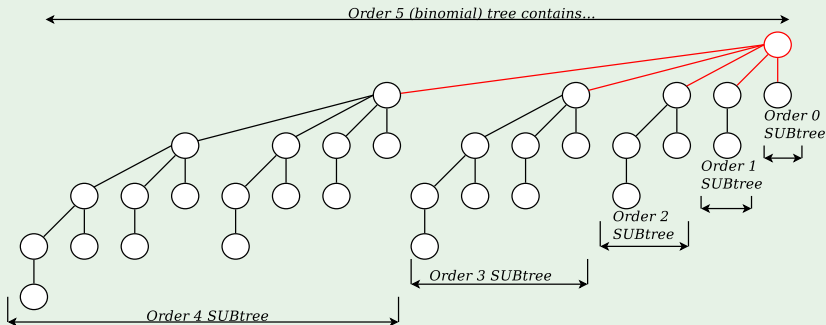 Order 5 (binomial) tree contains...
Order 0
SUBtree
Order 1
SUBtree
Order 2
SUBtree
Order 3 SUBtree
Order 4 SUBtree